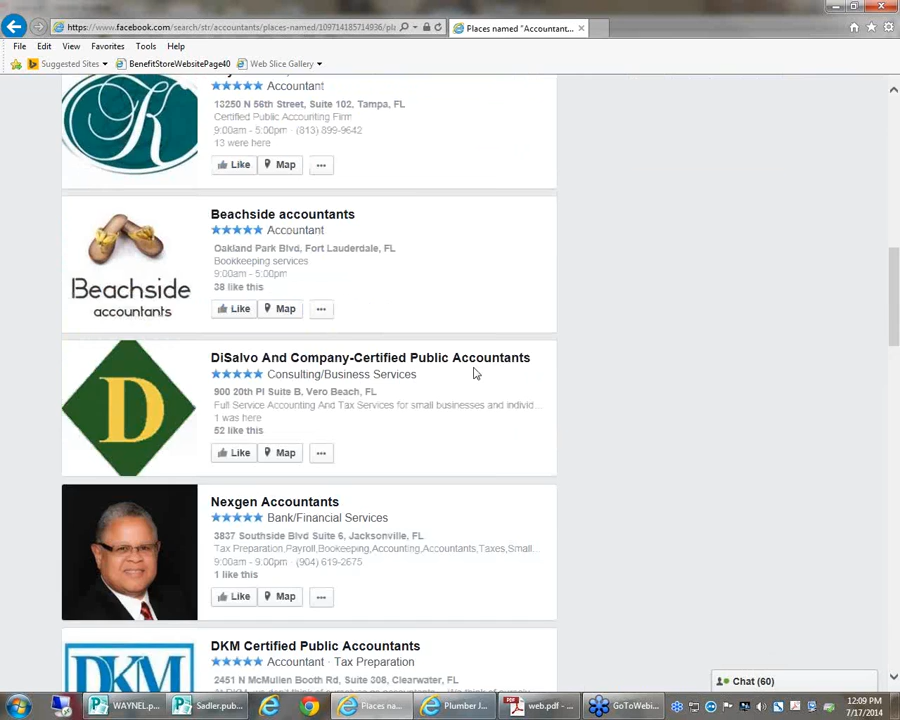 https://www.facebook.com/search/str/accountants/places-named/109714185714936/pl
Places named "Accountant...
File Edit View Favorites Tools Help
Suggested Sites BenefitStoreWebsitePage40 Web Slice Gallery
K
Accountant
13250 N 56th Street, Suite 102, Tampa, FL
Certified Public Accounting Firm
9:00am - 5:00pm · (813) 899-9642
13 were here
Like Map ...
Beachside
accountants
Beachside accountants
Accountant
Oakland Park Blvd, Fort Lauderdale, FL
Bookkeeping services
9:00am - 5:00pm
38 like this
Like Map ...
D
DiSalvo And Company-Certified Public Accountants
Consulting/Business Services
900 20th Pl Suite B, Vero Beach, FL
Full Service Accounting And Tax Services for small businesses and individ...
1 was here
52 like this
Like Map ...
Nexgen Accountants
Bank/Financial Services
3837 Southside Blvd Suite 6, Jacksonville, FL
Tax Preparation,Payroll,Bookeeping,Accounting,Accountants,Taxes,Small...
9:00am - 9:00pm · (904) 619-2675
1 like this
Like Map ...
DKM
DKM Certified Public Accountants
Accountant · Tax Preparation
2451 N McMullen Booth Rd, Suite 308, Clearwater, FL
Chat (60)
WAYNEL.p... Sadler.pub... Places na... Plumber J... web.pdf - ... GoToWebi...
12:09 PM
7/17/2014